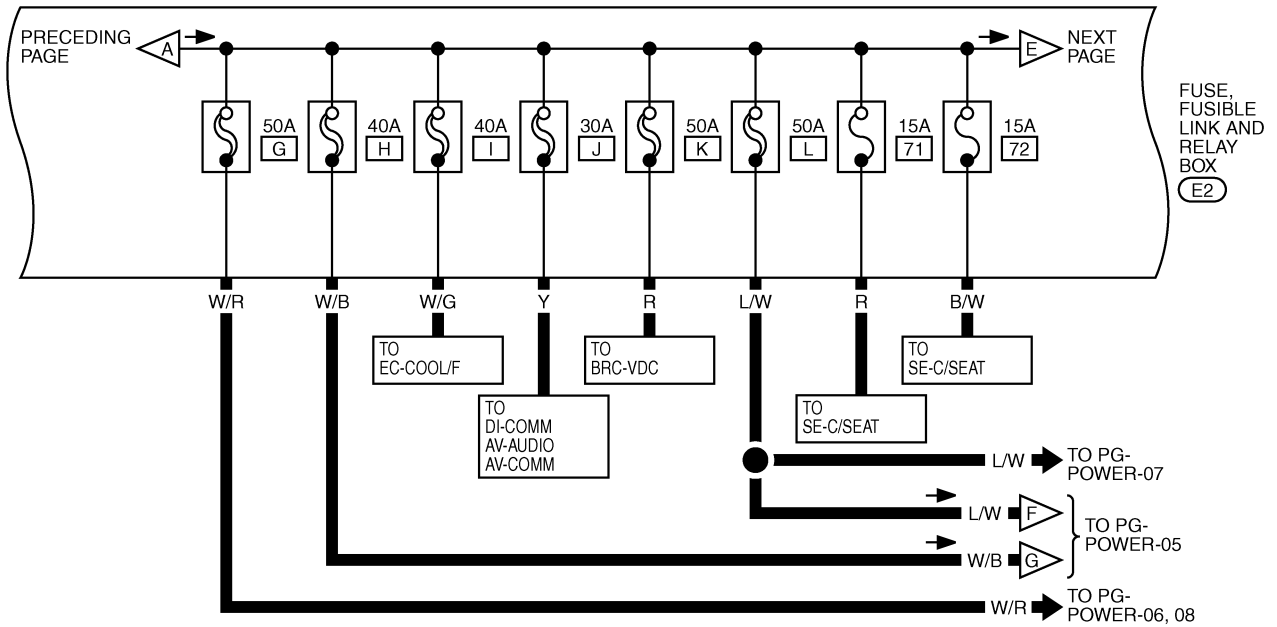 PRECEDING
PAGE
A
E
NEXT
PAGE
FUSE,
FUSIBLE
LINK AND
RELAY
BOX
E2
50A
G
40A
H
40A
I
30A
J
50A
K
50A
L
15A
71
15A
72
W/R
W/B
W/G
Y
R
L/W
R
B/W
TO
EC-COOL/F
TO
DI-COMM
AV-AUDIO
AV-COMM
TO
BRC-VDC
TO
SE-C/SEAT
TO
SE-C/SEAT
L/W
TO PG-
POWER-07
L/W
F
W/B
G
TO PG-
POWER-05
W/R
TO PG-
POWER-06, 08